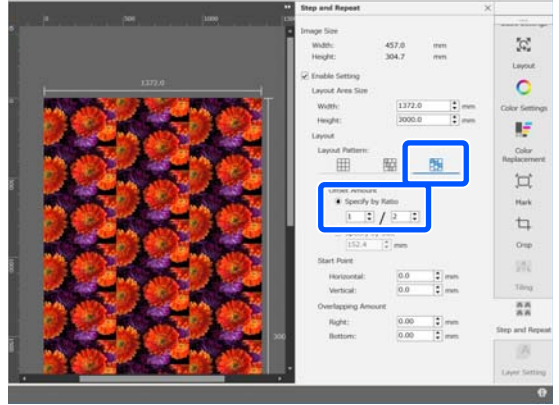 Step and Repeat
Image Size
Width: 457.0 mm
Height: 304.7 mm
Enable Setting
Layout Area Size
Width: 1372.0 mm
Height: 3000.0 mm
Layout
Layout Pattern:
Offset Amount
Specify by Ratio
1 / 2
152.4 mm
Start Point
Horizontal: 0.0 mm
Vertical: 0.0 mm
Overlapping Amount
Right: 0.00 mm
Bottom: 0.00 mm
Layout
Color Settings
Color
Replacement
Mark
Crop
Tiling
Step and Repeat
Layer Setting
0
500
1000
1372.0